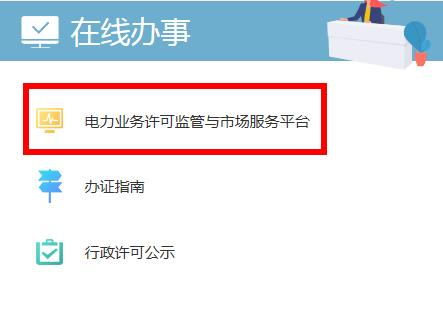 在线办事
电力业务许可监管与市场服务平台
办证指南
行政许可公示